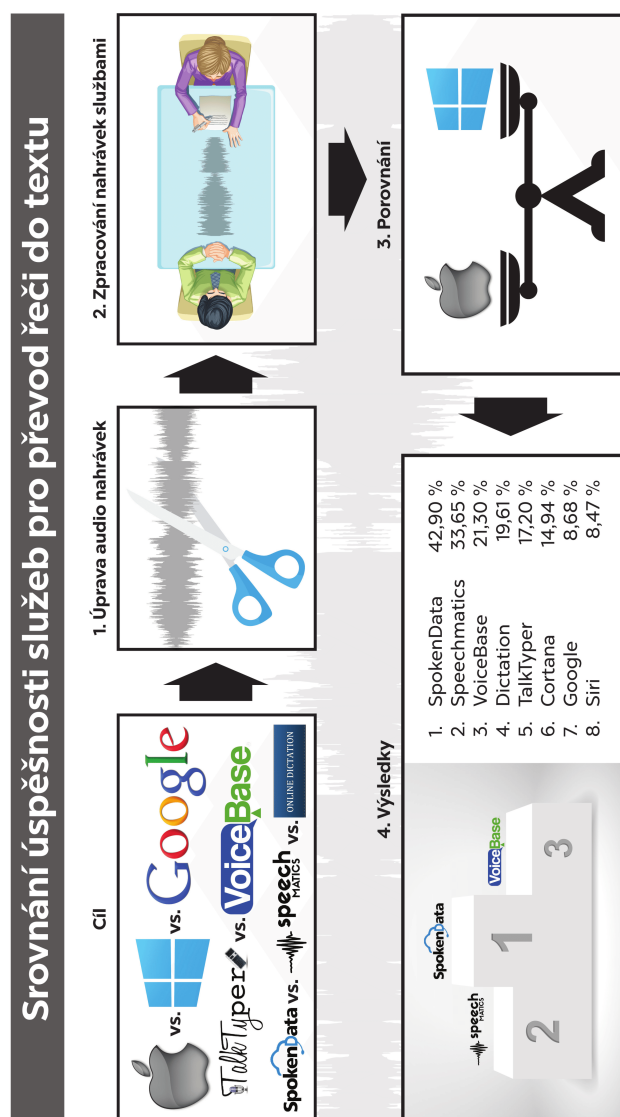 Srovnání úspěšnosti služeb pro převod řeči do textu
Cíl
vs. vs. Google
TalkTyper vs. VoiceBase
SpokenData vs. speechmatics vs. ONLINE DICTATION
1. Úprava audio nahrávek
2. Zpracování nahrávek službami
3. Porovnání
4. Výsledky
SpokenData
speechmatics
VoiceBase
2 1 3
1. SpokenData 42,90 %
2. Speechmatics 33,65 %
3. VoiceBase 21,30 %
4. Dictation 19,61 %
5. TalkTyper 17,20 %
6. Cortana 14,94 %
7. Google 8,68 %
8. Siri 8,47 %